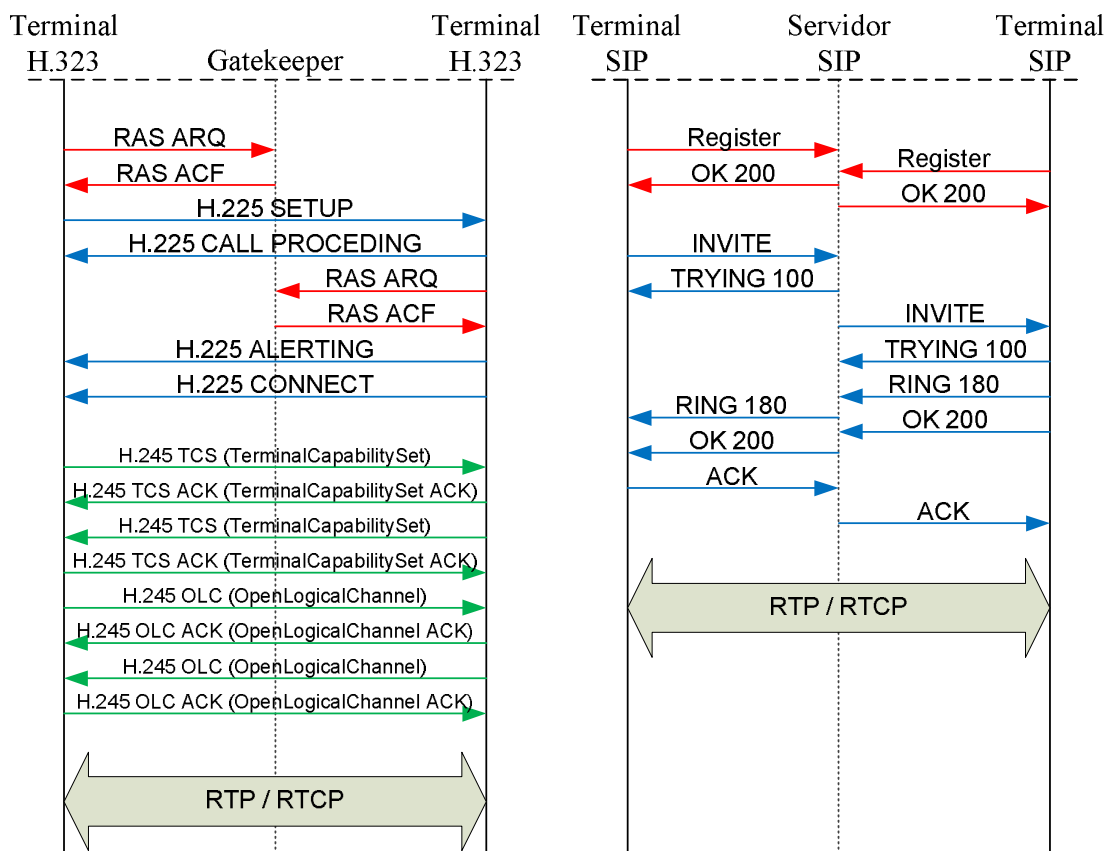 Terminal
H.323
Gatekeeper
Terminal
H.323
RAS ARQ
RAS ACF
H.225 SETUP
H.225 CALL PROCEDING
RAS ARQ
RAS ACF
H.225 ALERTING
H.225 CONNECT
H.245 TCS (TerminalCapabilitySet)
H.245 TCS ACK (TerminalCapabilitySet ACK)
H.245 TCS (TerminalCapabilitySet)
H.245 TCS ACK (TerminalCapabilitySet ACK)
H.245 OLC (OpenLogicalChannel)
H.245 OLC ACK (OpenLogicalChannel ACK)
H.245 OLC (OpenLogicalChannel)
H.245 OLC ACK (OpenLogicalChannel ACK)
RTP / RTCP
Terminal
SIP
Servidor
SIP
Terminal
SIP
Register
Register
OK 200
OK 200
INVITE
TRYING 100
INVITE
TRYING 100
RING 180
RING 180
OK 200
OK 200
ACK
ACK
RTP / RTCP